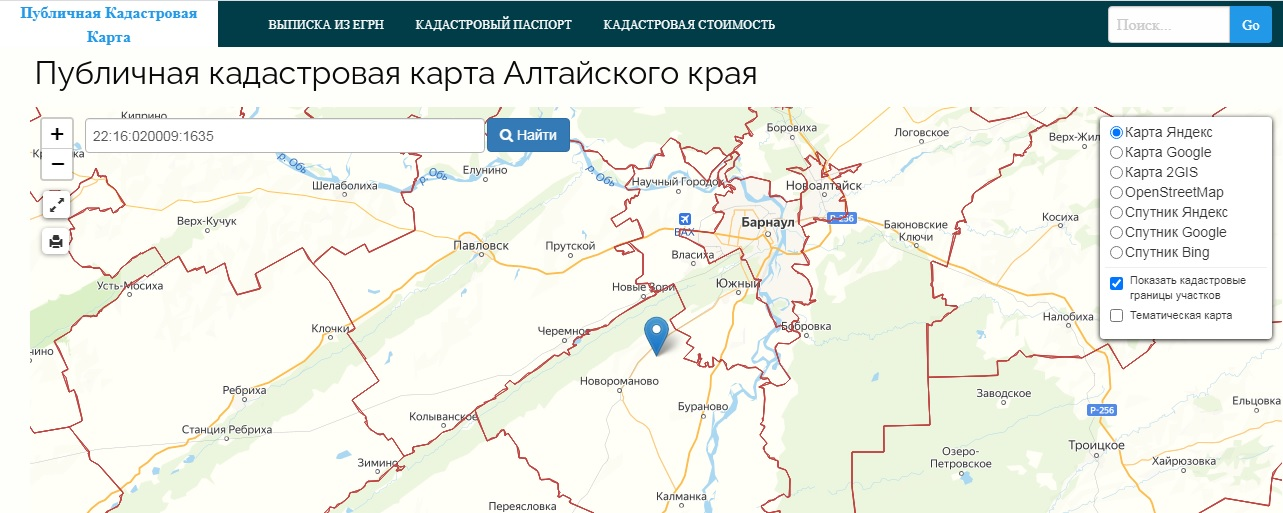 Публичная Кадастровая
Карта
ВЫПИСКА ИЗ ЕГРН
КАДАСТРОВЫЙ ПАСПОРТ
КАДАСТРОВАЯ СТОИМОСТЬ
Поиск...
Go
Публичная кадастровая карта Алтайского края
+
−
22:16:020009:1635
Найти
Карта Яндекс
Карта Google
Карта 2GIS
OpenStreetMap
Спутник Яндекс
Спутник Google
Спутник Bing
Показать кадастровые
границы участков
Тематическая карта
Киприно
р. Обь
р. Обь
р. Обь
Шелаболиха
Елунино
Научный Городок
Боровиха
Логовское
Верх-Жил
Новоалтайск
Верх-Кучук
BAX
Барнаул
Р-256
Баюновские
Ключи
Косиха
Павловск
Прутской
Власиха
Усть-Мосиха
Новые Зори
Южный
Клочки
Черемное
Бобровка
Налобиха
нино
Новороманово
Ребриха
Бураново
Заводское
Р-256
Ельцовка
Колыванское
Станция Ребриха
Зимино
Озеро-
Петровское
Троицкое
Хайрюзовка
Калманка
Переясловка